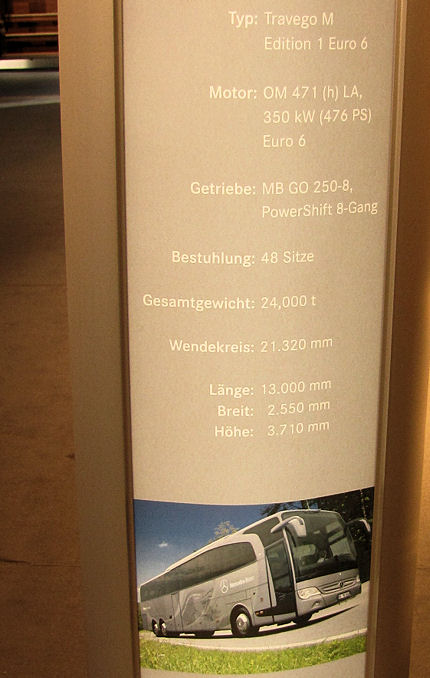 Typ: Travego M
Edition 1 Euro 6
Motor: OM 471 (h) LA,
350 kW (476 PS)
Euro 6
Getriebe: MB GO 250-8,
PowerShift 8-Gang
Bestuhlung: 48 Sitze
Gesamtgewicht: 24,000 t
Wendekreis: 21.320 mm
Länge: 13.000 mm
Breit: 2.550 mm
Höhe: 3.710 mm
Mercedes-Benz